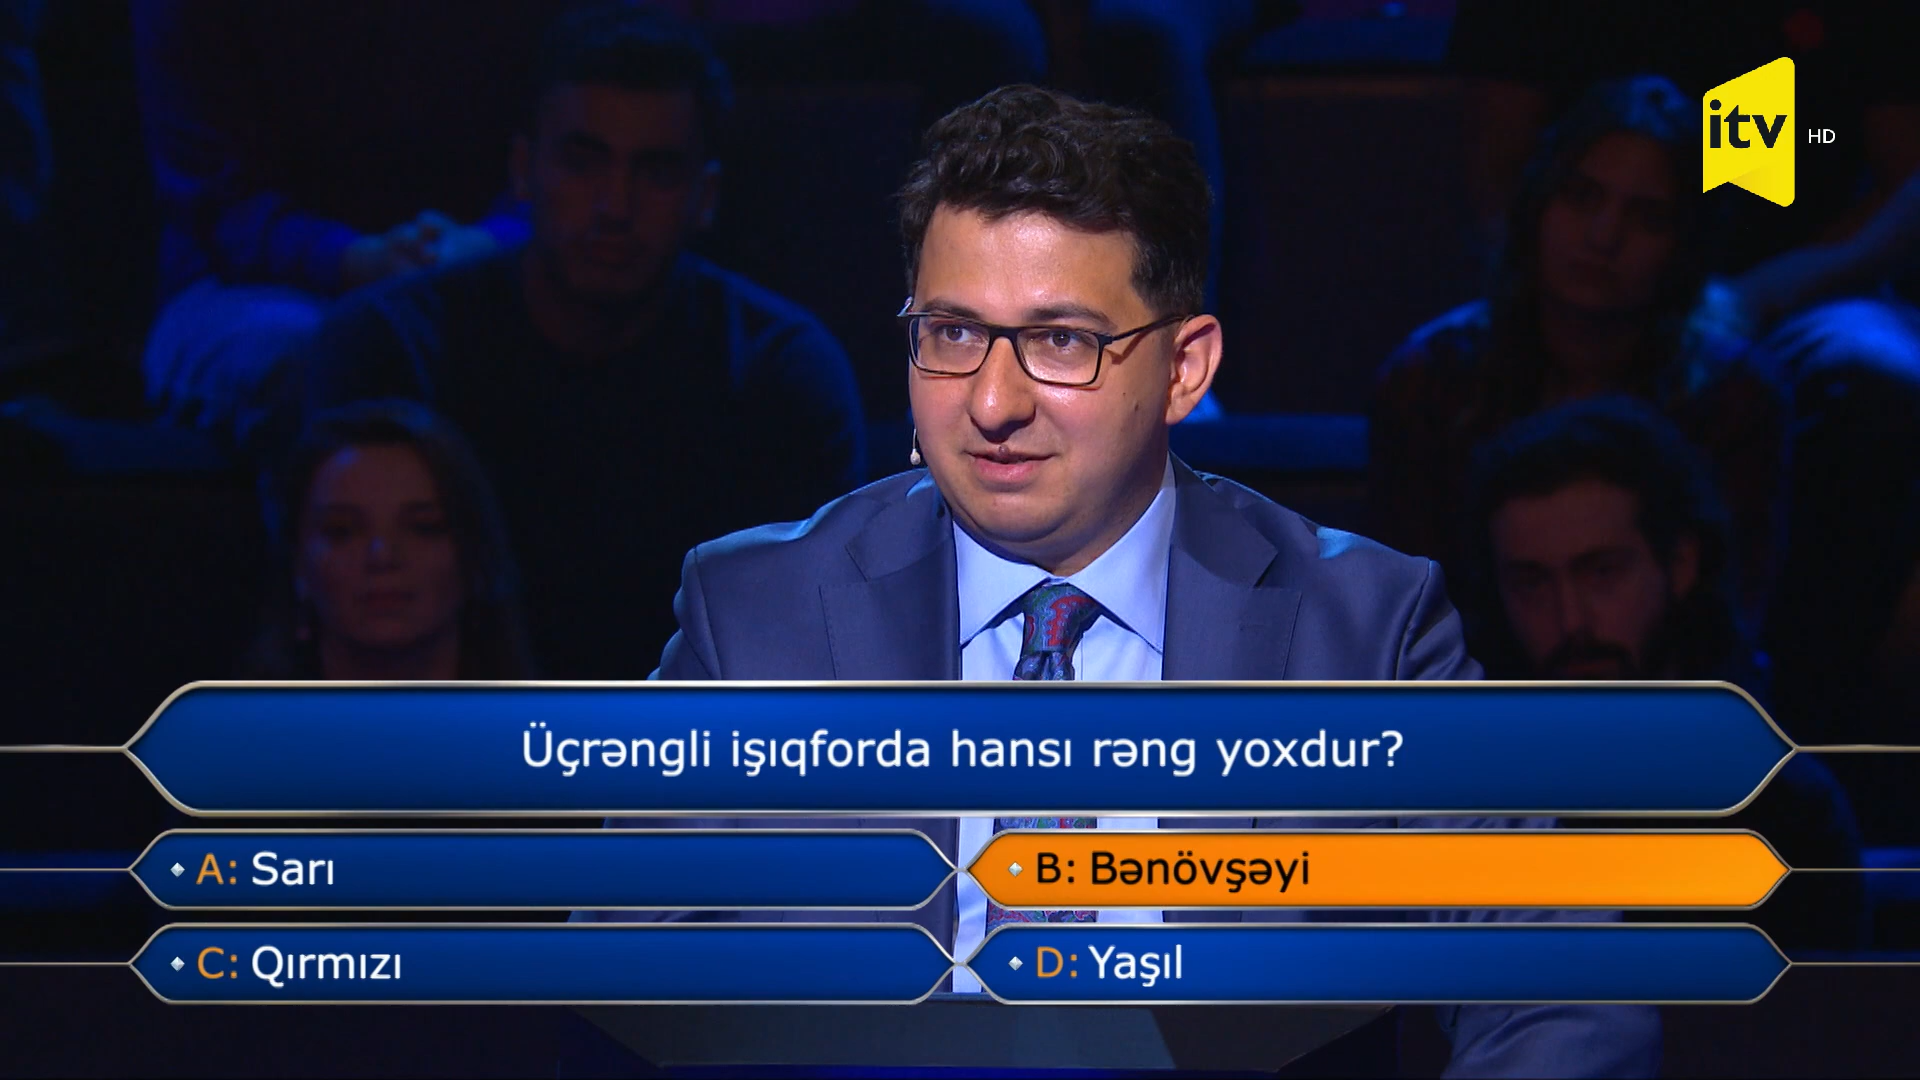 itv HD
Üçrəngli işıqforda hansı rəng yoxdur?
A: Sarı
B: Bənövşəyi
C: Qırmızı
D: Yaşıl